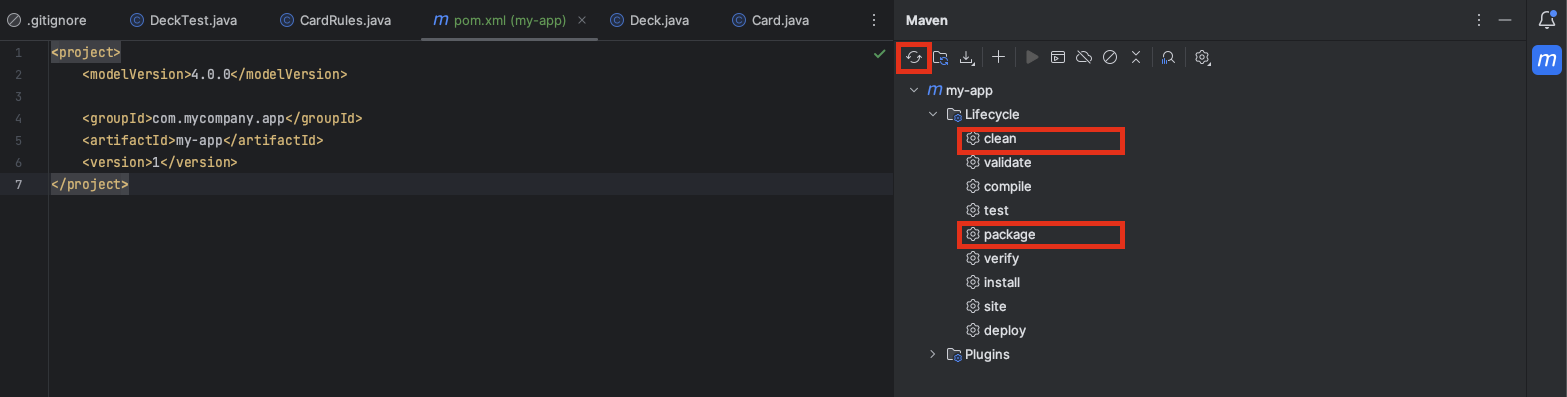 .gitignore DeckTest.java CardRules.java pom.xml (my-app) Deck.java Card.java
1 <project>
2 <modelVersion>4.0.0</modelVersion>
3
4 <groupId>com.mycompany.app</groupId>
5 <artifactId>my-app</artifactId>
6 <version>1</version>
7 </project>
Maven
m my-app
Lifecycle
clean
validate
compile
test
package
verify
install
site
deploy
Plugins
m